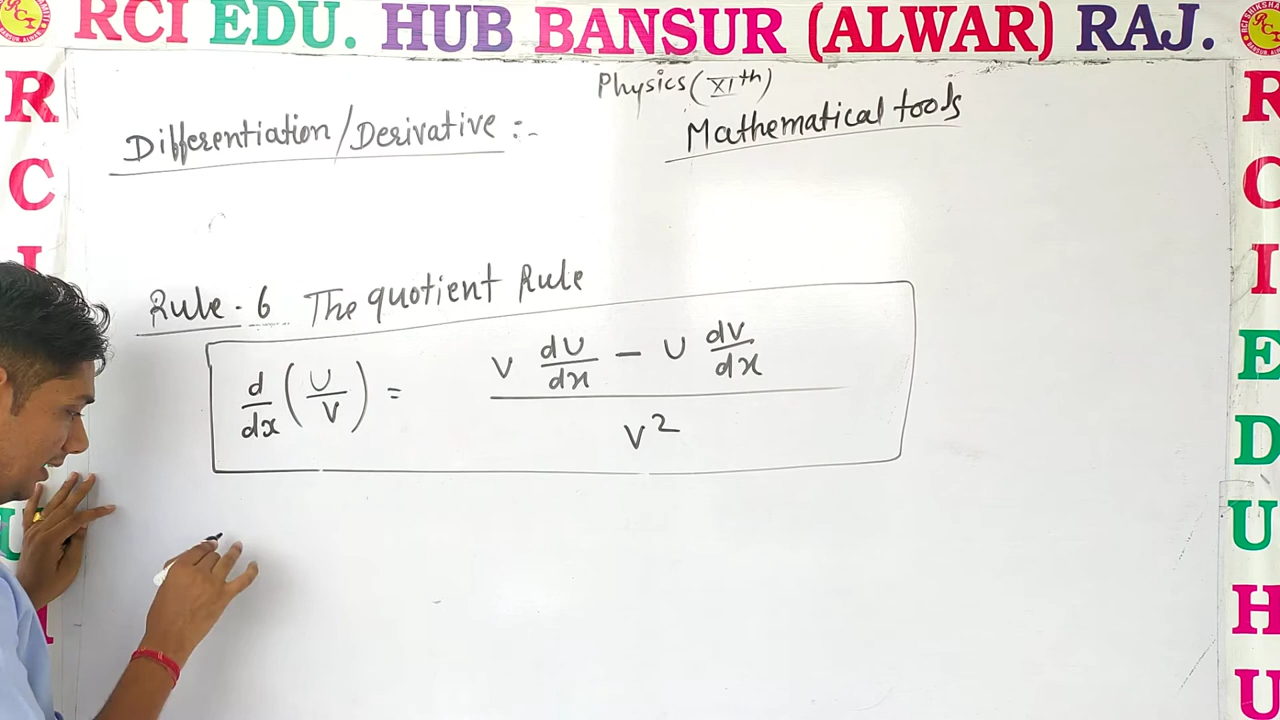 RCI EDU. HUB BANSUR (ALWAR) RAJ.
Physics (XIth)
Mathematical tools
Differentiation/Derivative :-
Rule - 6 The quotient Rule
d/dx (U/V) = (V dU/dx - U dV/dx) / V²
R
C
I
R
C
I
E
D
U
H
U